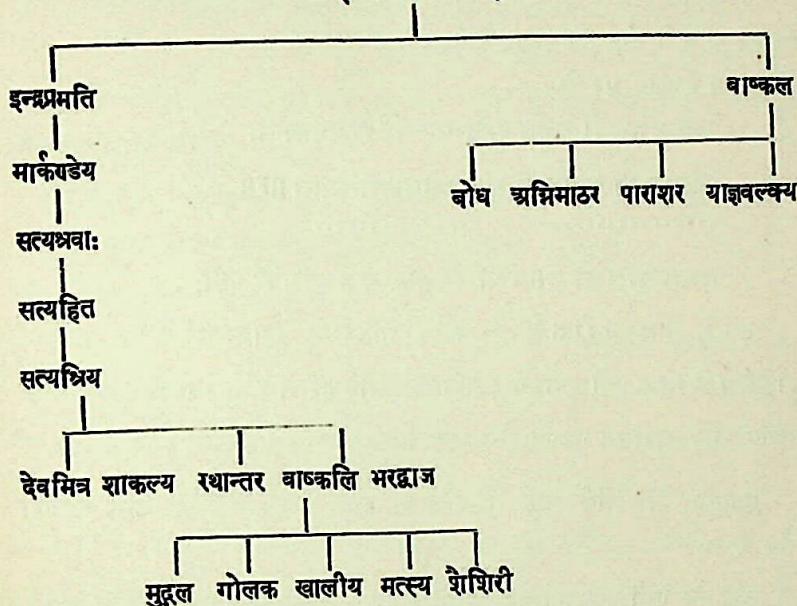 इन्द्रप्रमति वाष्कल
मार्कण्डेय
बोध अग्निमाठर पाराशर याज्ञवल्क्य
सत्यश्रवाः
सत्यहित
सत्यश्रिय
देवमित्र शाकल्य रथान्तर वाष्कलि भरद्वाज
मुद्गल गोलक खालीय मत्स्य शैशिरी